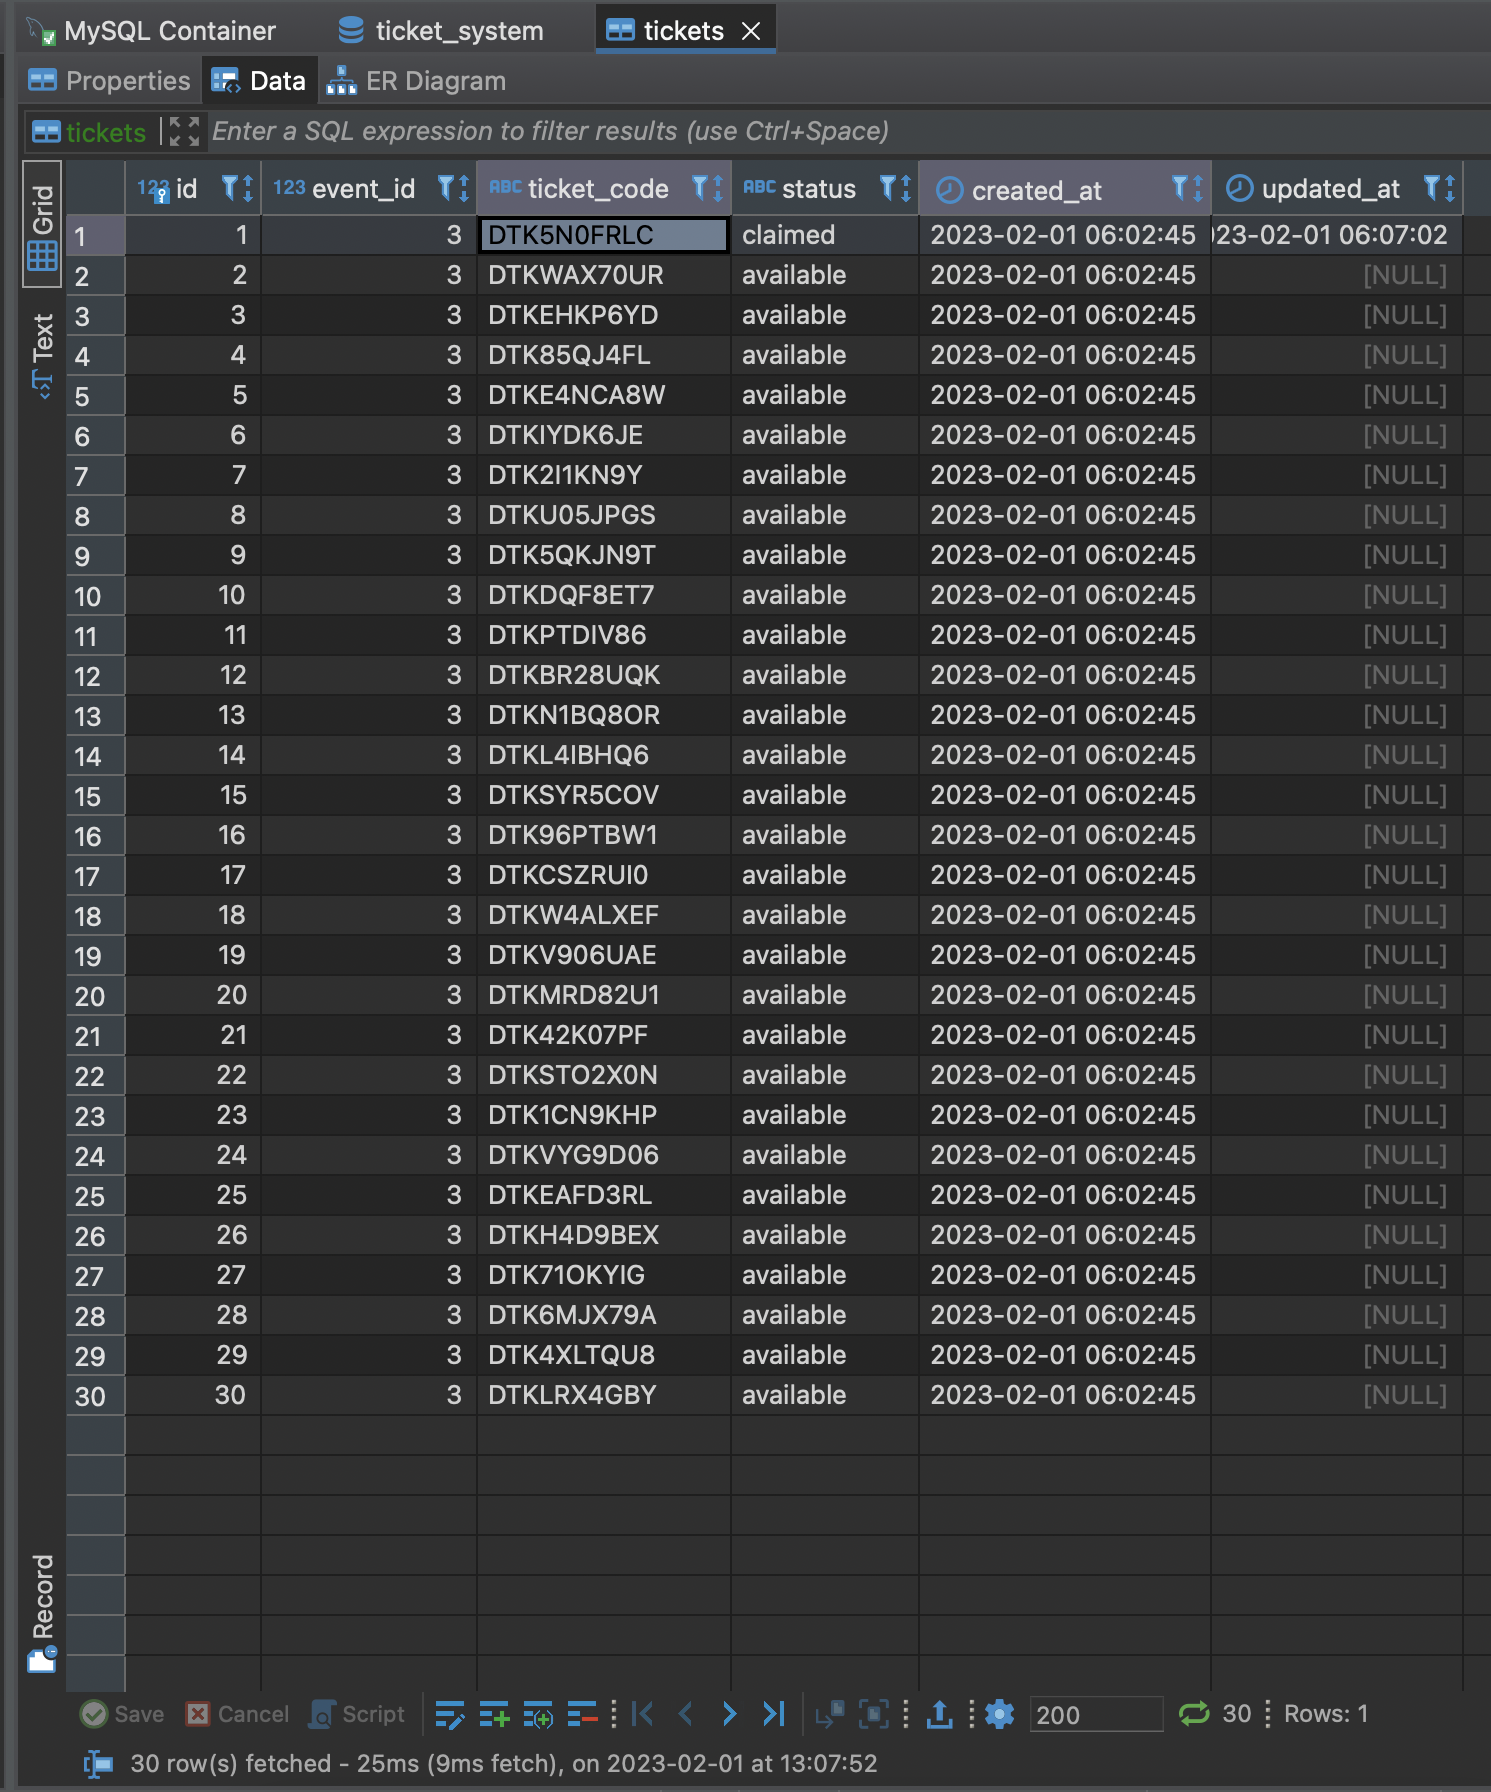 MySQL Container ticket_system tickets
Properties Data ER Diagram
tickets Enter a SQL expression to filter results (use Ctrl+Space)
Grid
Text
Record
123 id 123 event_id ABC ticket_code ABC status created_at updated_at
1 1 3 DTK5N0FRLC claimed 2023-02-01 06:02:45 023-02-01 06:07:02
2 2 3 DTKWAX70UR available 2023-02-01 06:02:45 [NULL]
3 3 3 DTKEHKP6YD available 2023-02-01 06:02:45 [NULL]
4 4 3 DTK85QJ4FL available 2023-02-01 06:02:45 [NULL]
5 5 3 DTKE4NCA8W available 2023-02-01 06:02:45 [NULL]
6 6 3 DTKIYDK6JE available 2023-02-01 06:02:45 [NULL]
7 7 3 DTK2I1KN9Y available 2023-02-01 06:02:45 [NULL]
8 8 3 DTKU05JPGS available 2023-02-01 06:02:45 [NULL]
9 9 3 DTK5QKJN9T available 2023-02-01 06:02:45 [NULL]
10 10 3 DTKDQF8ET7 available 2023-02-01 06:02:45 [NULL]
11 11 3 DTKPTDIV86 available 2023-02-01 06:02:45 [NULL]
12 12 3 DTKBR28UQK available 2023-02-01 06:02:45 [NULL]
13 13 3 DTKN1BQ8OR available 2023-02-01 06:02:45 [NULL]
14 14 3 DTKL4IBHQ6 available 2023-02-01 06:02:45 [NULL]
15 15 3 DTKSYR5COV available 2023-02-01 06:02:45 [NULL]
16 16 3 DTK96PTBW1 available 2023-02-01 06:02:45 [NULL]
17 17 3 DTKCSZRUI0 available 2023-02-01 06:02:45 [NULL]
18 18 3 DTKW4ALXEF available 2023-02-01 06:02:45 [NULL]
19 19 3 DTKV906UAE available 2023-02-01 06:02:45 [NULL]
20 20 3 DTKMRD82U1 available 2023-02-01 06:02:45 [NULL]
21 21 3 DTK42K07PF available 2023-02-01 06:02:45 [NULL]
22 22 3 DTKSTO2X0N available 2023-02-01 06:02:45 [NULL]
23 23 3 DTK1CN9KHP available 2023-02-01 06:02:45 [NULL]
24 24 3 DTKVYG9D06 available 2023-02-01 06:02:45 [NULL]
25 25 3 DTKEAFD3RL available 2023-02-01 06:02:45 [NULL]
26 26 3 DTKH4D9BEX available 2023-02-01 06:02:45 [NULL]
27 27 3 DTK71OKYIG available 2023-02-01 06:02:45 [NULL]
28 28 3 DTK6MJX79A available 2023-02-01 06:02:45 [NULL]
29 29 3 DTK4XLTQU8 available 2023-02-01 06:02:45 [NULL]
30 30 3 DTKLRX4GBY available 2023-02-01 06:02:45 [NULL]
Save Cancel Script 200 30 Rows: 1
30 row(s) fetched - 25ms (9ms fetch), on 2023-02-01 at 13:07:52